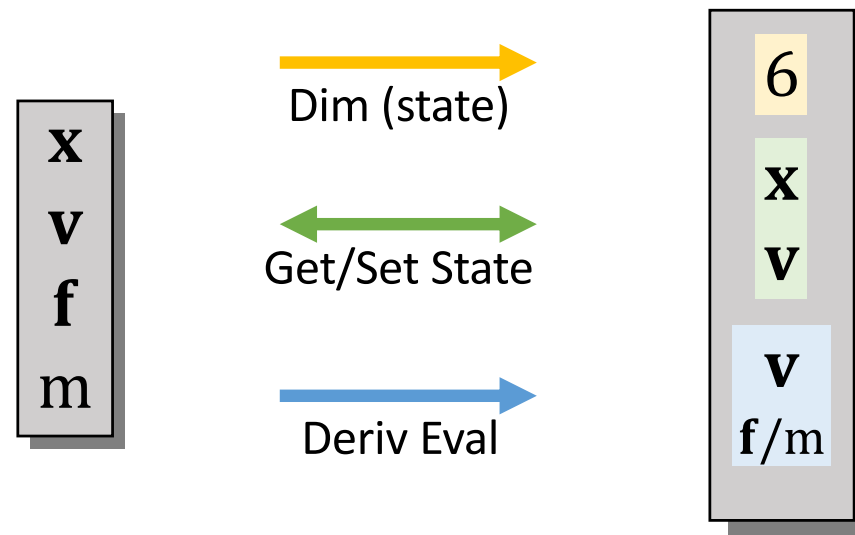 x
v
f
m
Dim (state)
Get/Set State
Deriv Eval
6
x
v
v
f/m